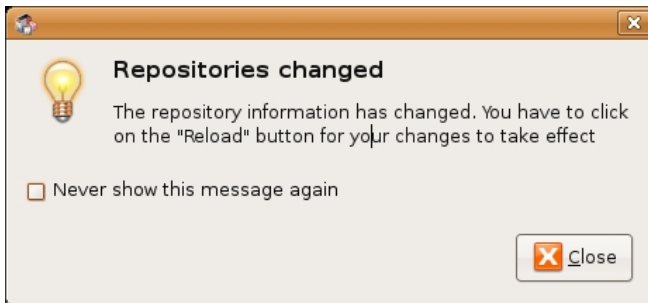 Repositories changed
The repository information has changed. You have to click
on the "Reload" button for your changes to take effect
Never show this message again
Close